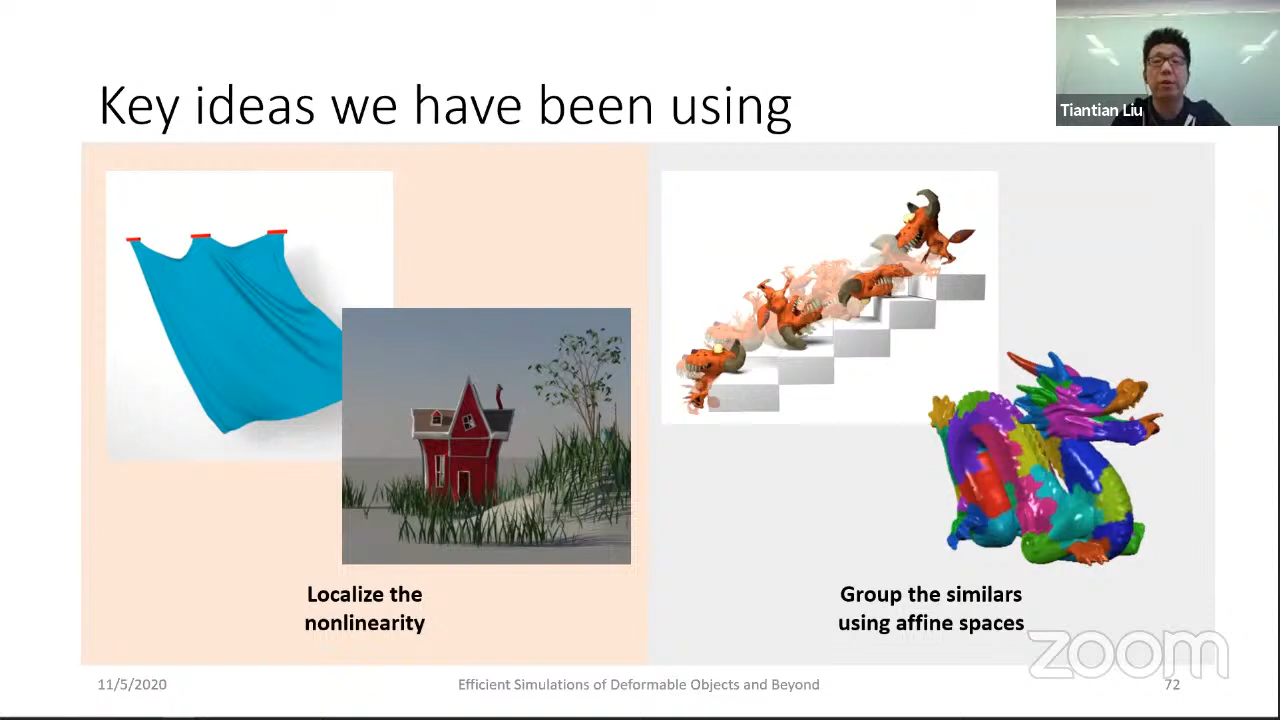 Tiantian Liu
Key ideas we have been using
Localize the
nonlinearity
Group the similars
using affine spaces
zoom
11/5/2020
Efficient Simulations of Deformable Objects and Beyond
72